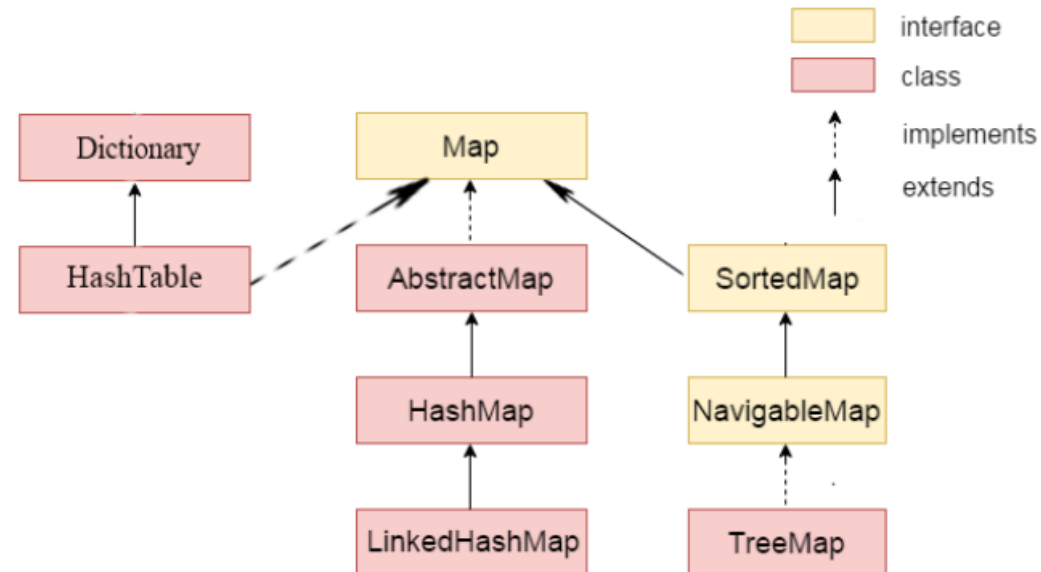 interface
class
implements
extends
Dictionary
Map
HashTable
AbstractMap
SortedMap
HashMap
NavigableMap
LinkedHashMap
TreeMap